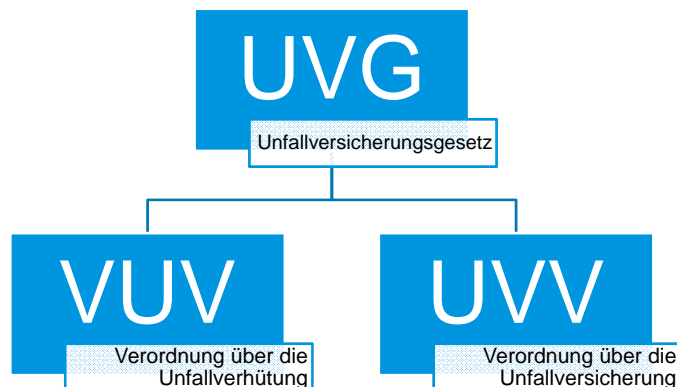 UVG
Unfallversicherungsgesetz
VUV
Verordnung über die
Unfallverhütung
UVV
Verordnung über die
Unfallversicherung